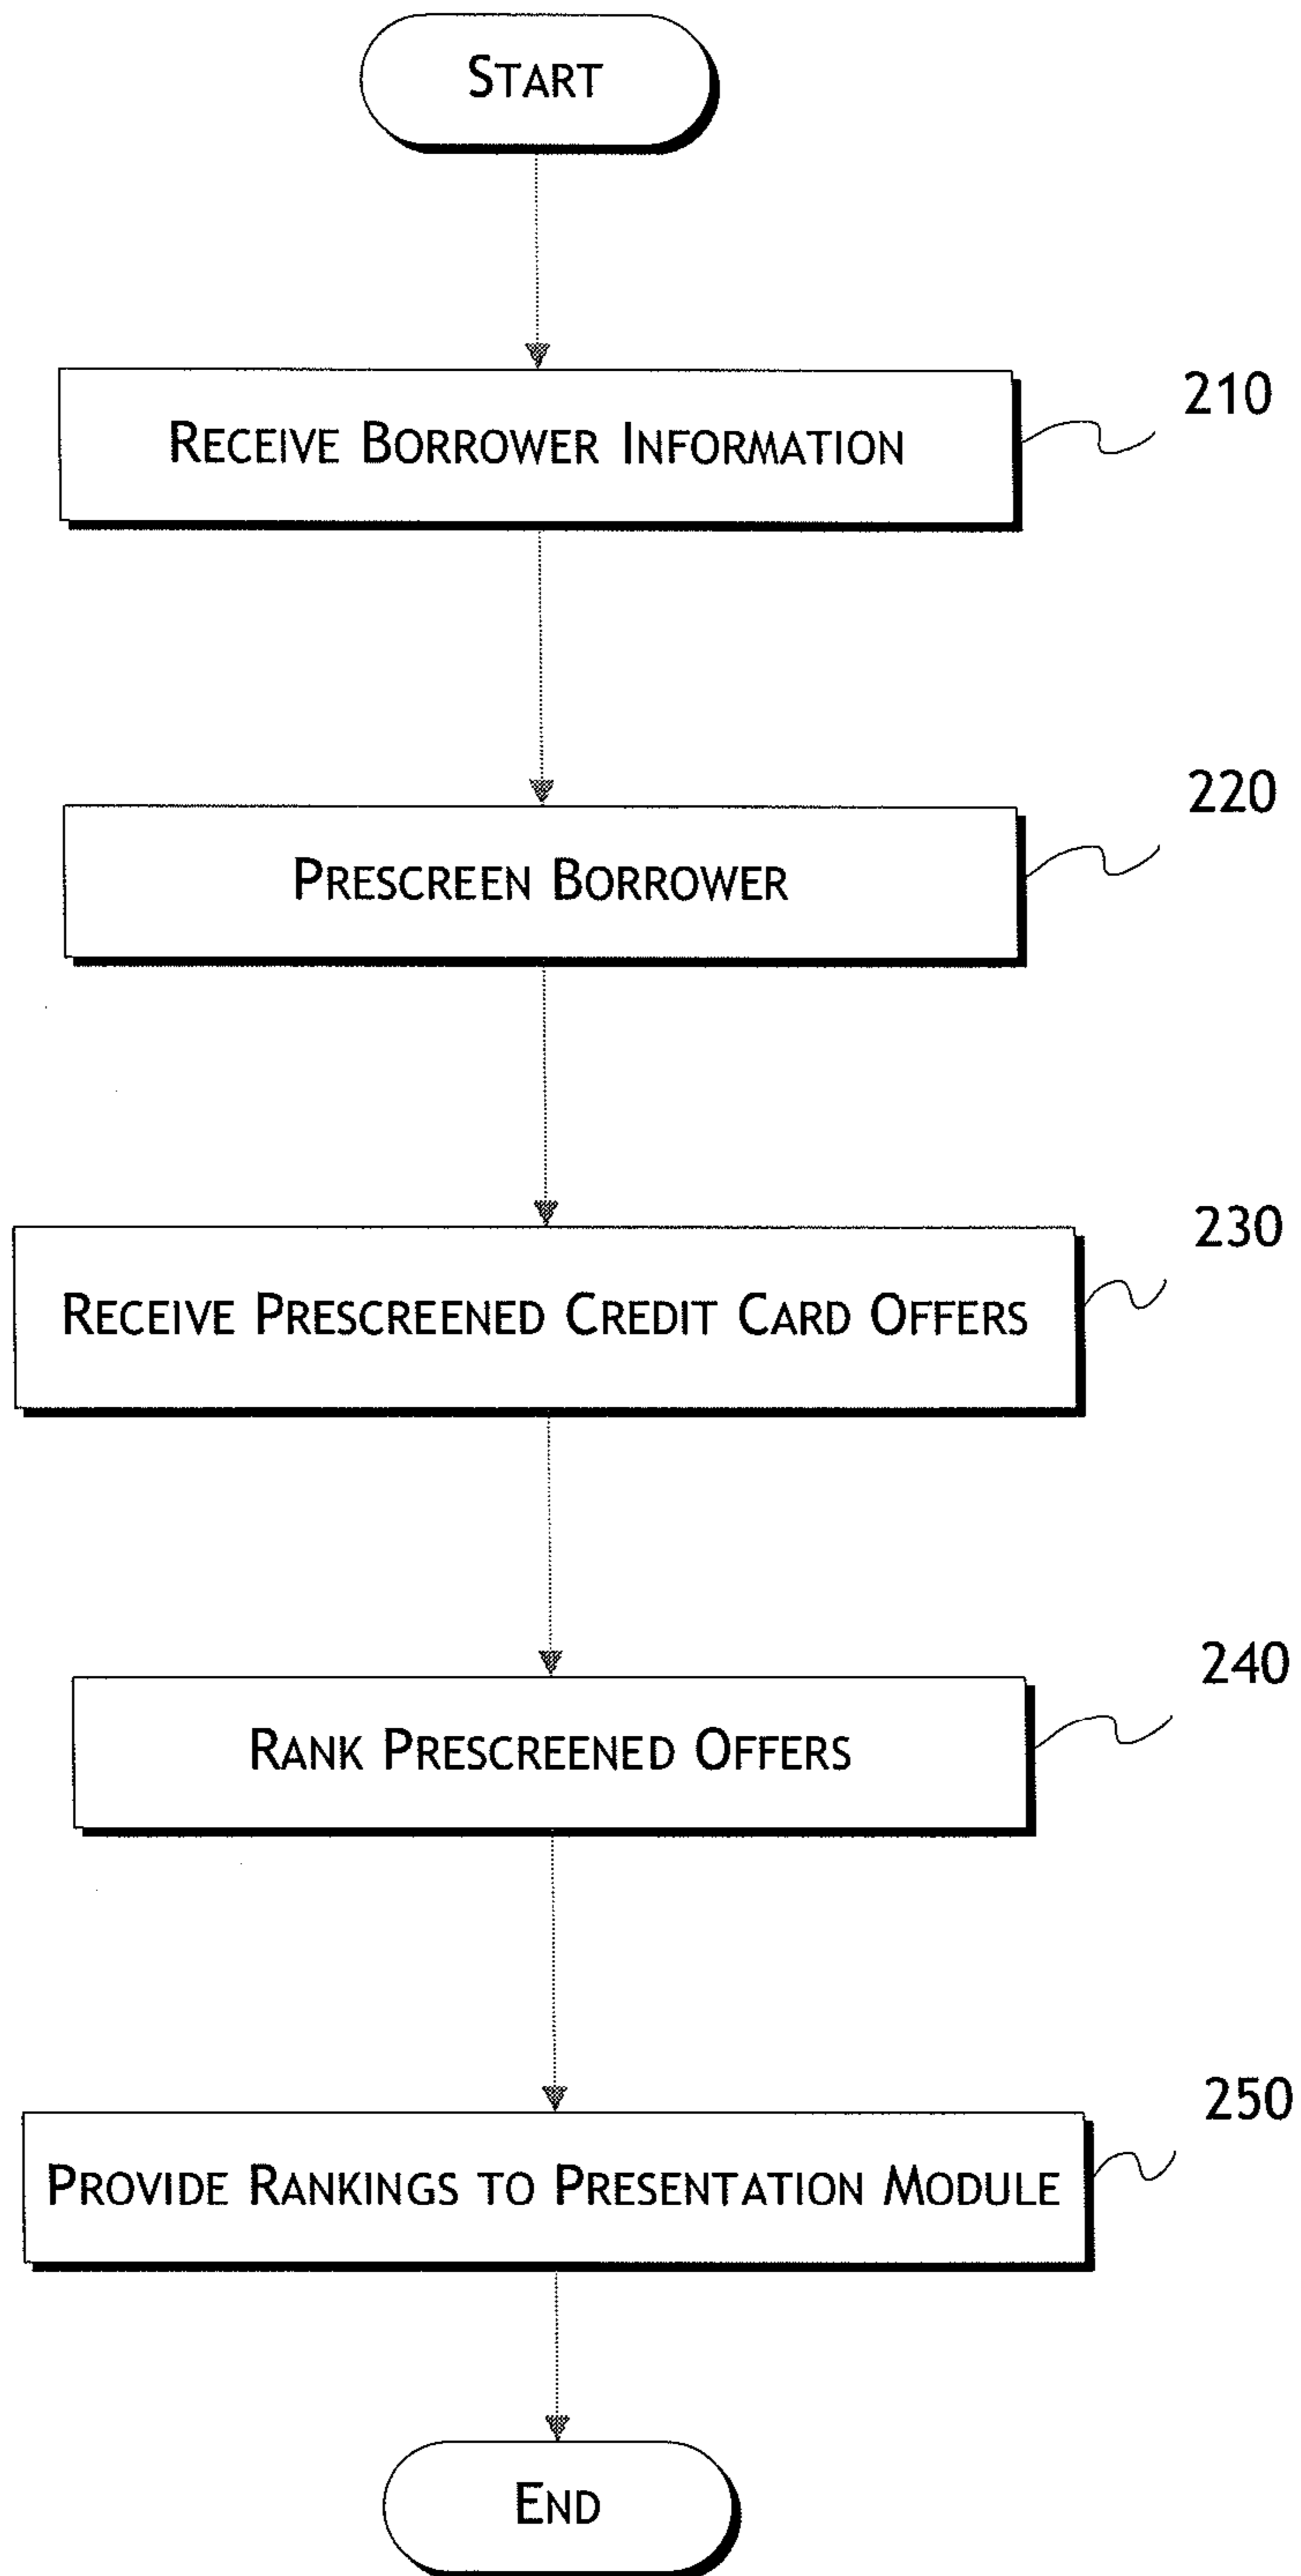 START
210
RECEIVE BORROWER INFORMATION
220
PRESCREEN BORROWER
230
RECEIVE PRESCREENED CREDIT CARD OFFERS
240
RANK PRESCREENED OFFERS
250
PROVIDE RANKINGS TO PRESENTATION MODULE
END